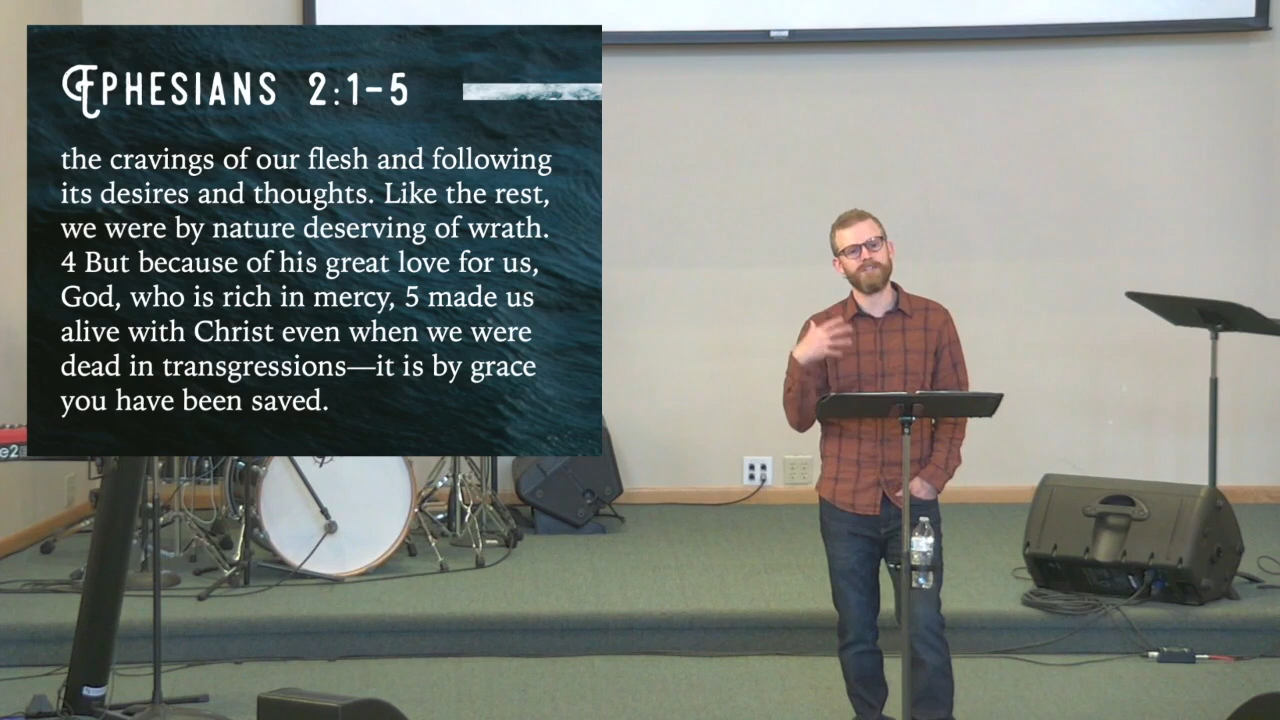 EPHESIANS 2:1-5
the cravings of our flesh and following
its desires and thoughts. Like the rest,
we were by nature deserving of wrath.
4 But because of his great love for us,
God, who is rich in mercy, 5 made us
alive with Christ even when we were
dead in transgressions—it is by grace
you have been saved.